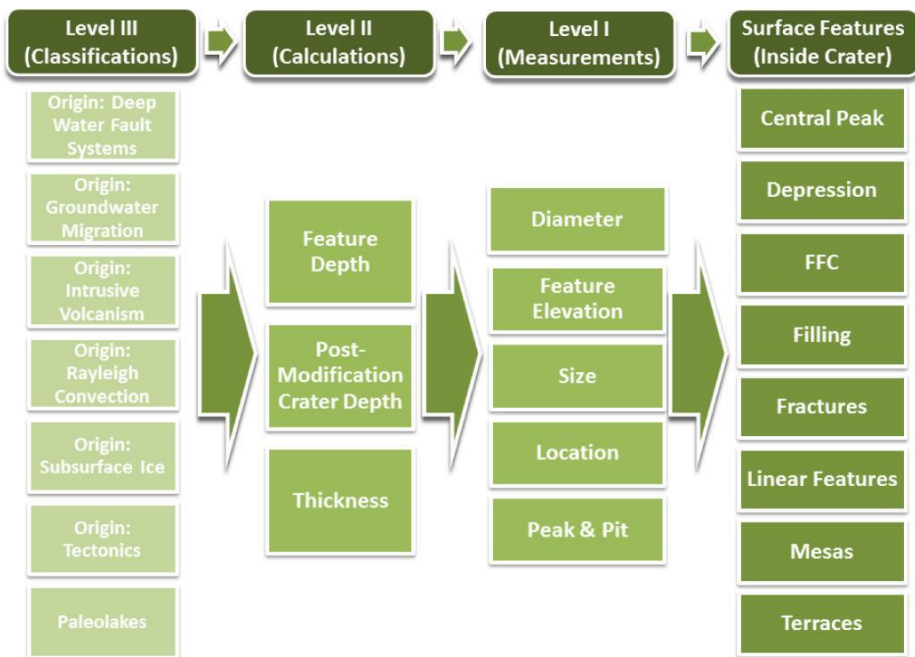 Level III
(Classifications)
Level II
(Calculations)
Level I
(Measurements)
Surface Features
(Inside Crater)
Origin: Deep
Water Fault
Systems
Origin:
Groundwater
Migration
Origin:
Intrusive
Volcanism
Origin:
Rayleigh
Convection
Origin:
Subsurface Ice
Origin:
Tectonics
Paleolakes
Feature
Depth
Post-
Modification
Crater Depth
Thickness
Diameter
Feature
Elevation
Size
Location
Peak & Pit
Central Peak
Depression
FFC
Filling
Fractures
Linear Features
Mesas
Terraces